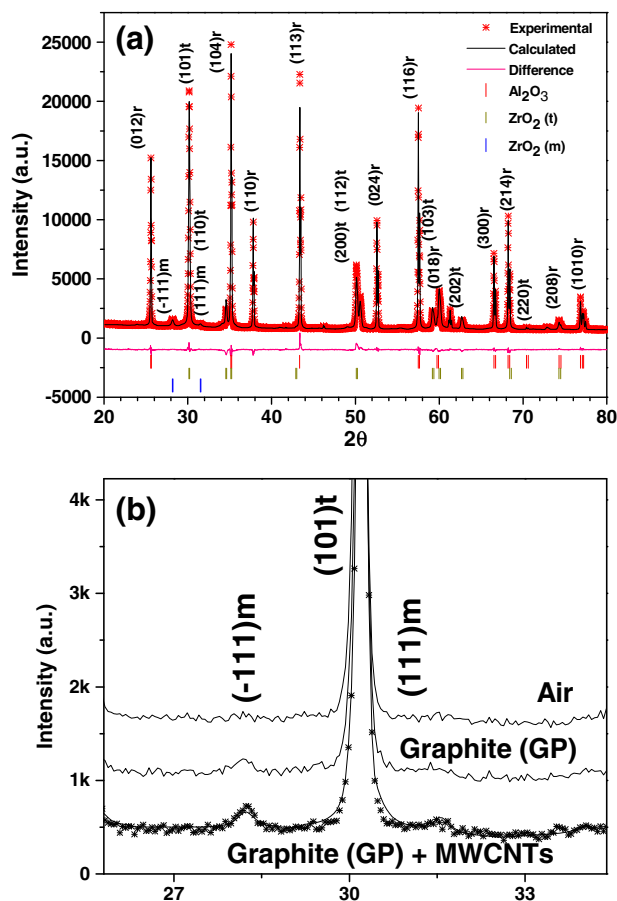 (a)
Experimental
Calculated
Difference
Al2O3
ZrO2 (t)
ZrO2 (m)
Intensity (a.u.)
25000
20000
15000
10000
5000
0
-5000
(012)r
(-111)m
(101)t
(110)t
(111)m
(104)r
(110)r
(113)r
(200)t
(112)t
(024)r
(116)r
(018)r
(103)t
(202)t
(300)r
(214)r
(220)t
(208)r
(1010)r
20 30 40 50 60 70 80
2θ
(b)
Intensity (a.u.)
4k
3k
2k
1k
0
(-111)m
(101)t
(111)m
Air
Graphite (GP)
Graphite (GP) + MWCNTs
27 30 33